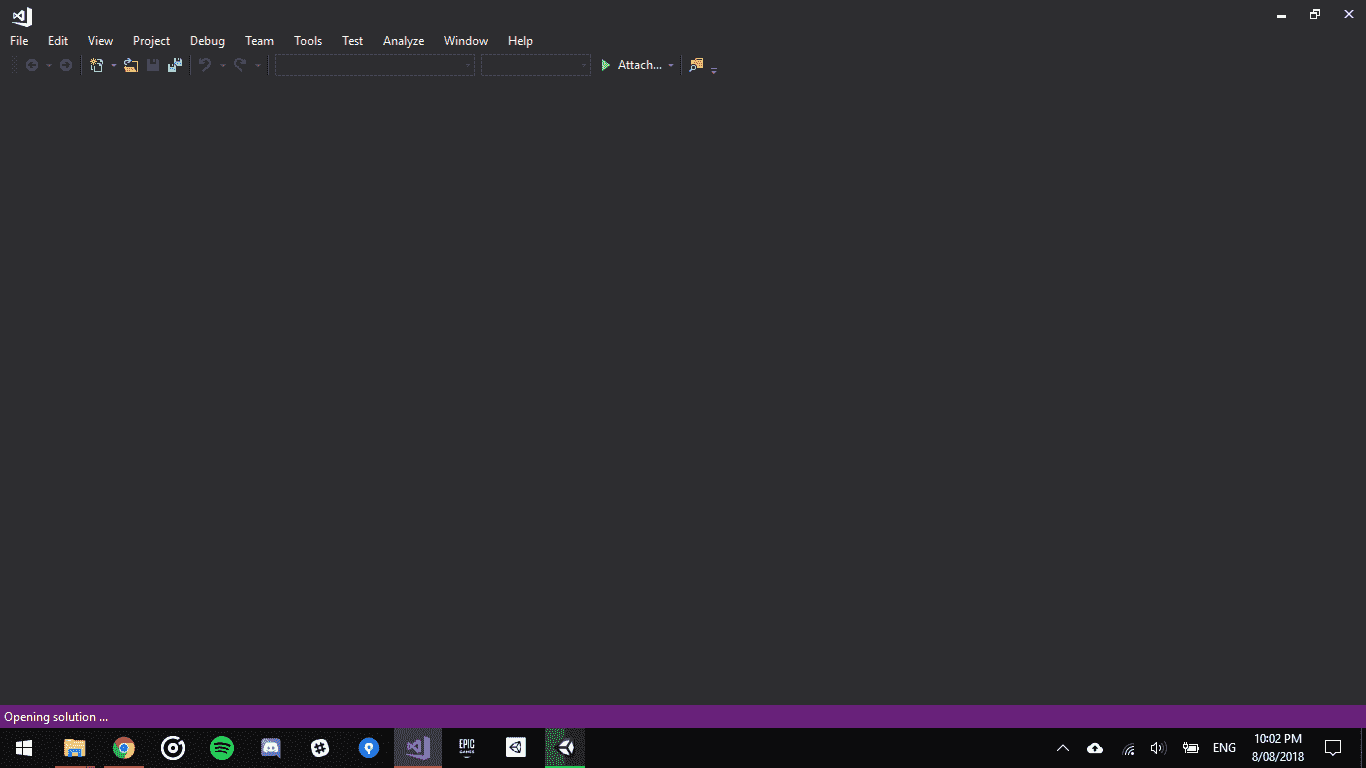 File Edit View Project Debug Team Tools Test Analyze Window Help
Attach...
Opening solution ...
EPIC
GAMES
ENG
10:02 PM
8/08/2018